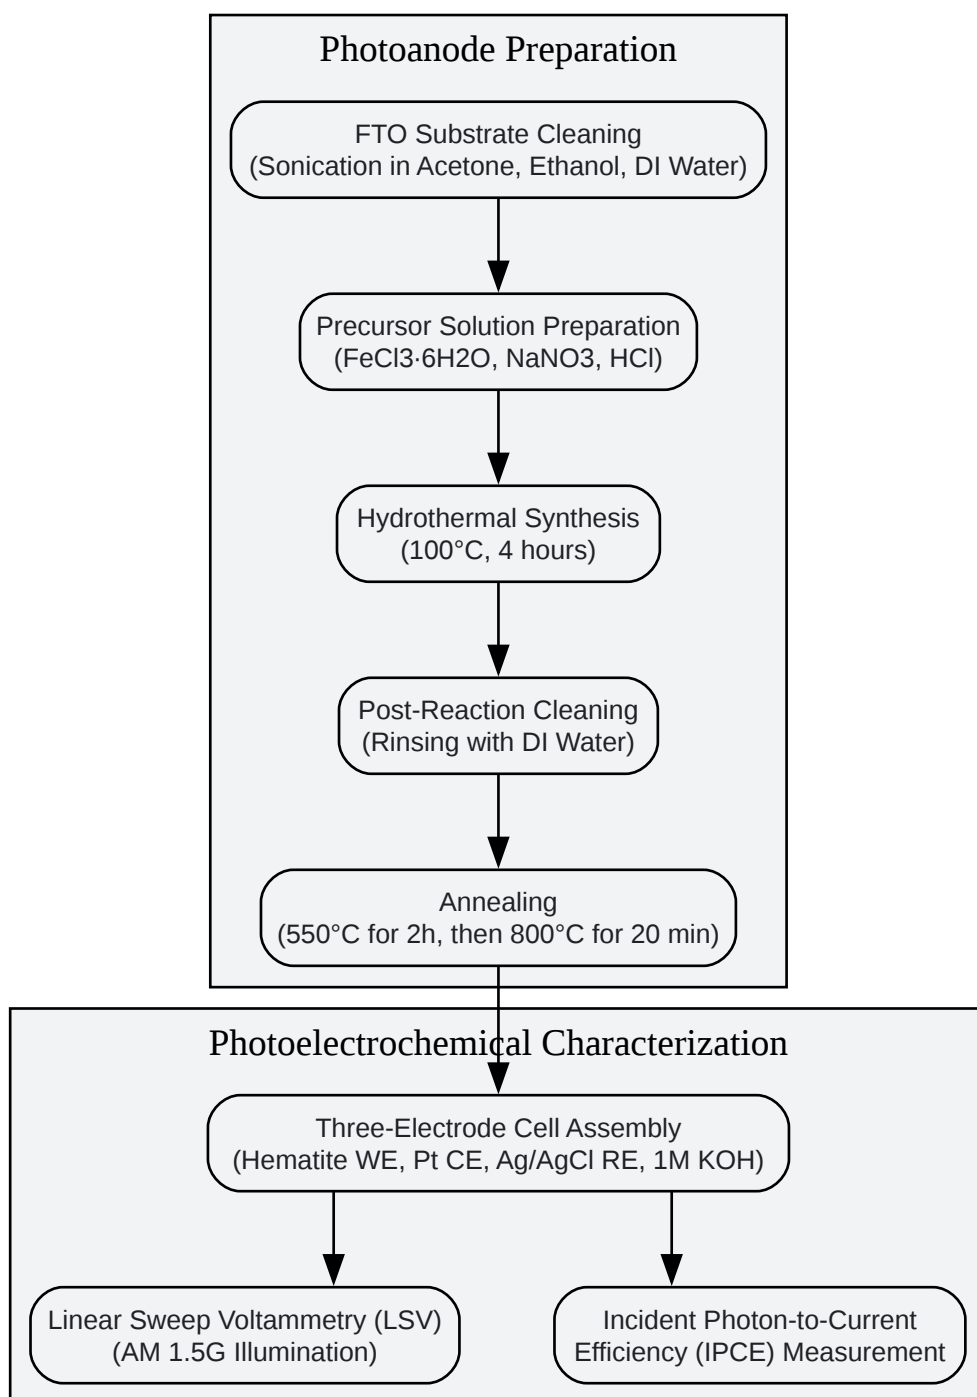 Photoanode Preparation
FTO Substrate Cleaning
(Sonication in Acetone, Ethanol, DI Water)
Precursor Solution Preparation
(FeCl3·6H2O, NaNO3, HCl)
Hydrothermal Synthesis
(100°C, 4 hours)
Post-Reaction Cleaning
(Rinsing with DI Water)
Annealing
(550°C for 2h, then 800°C for 20 min)
Photoelectrochemical Characterization
Three-Electrode Cell Assembly
(Hematite WE, Pt CE, Ag/AgCl RE, 1M KOH)
Linear Sweep Voltammetry (LSV)
(AM 1.5G Illumination)
Incident Photon-to-Current
Efficiency (IPCE) Measurement